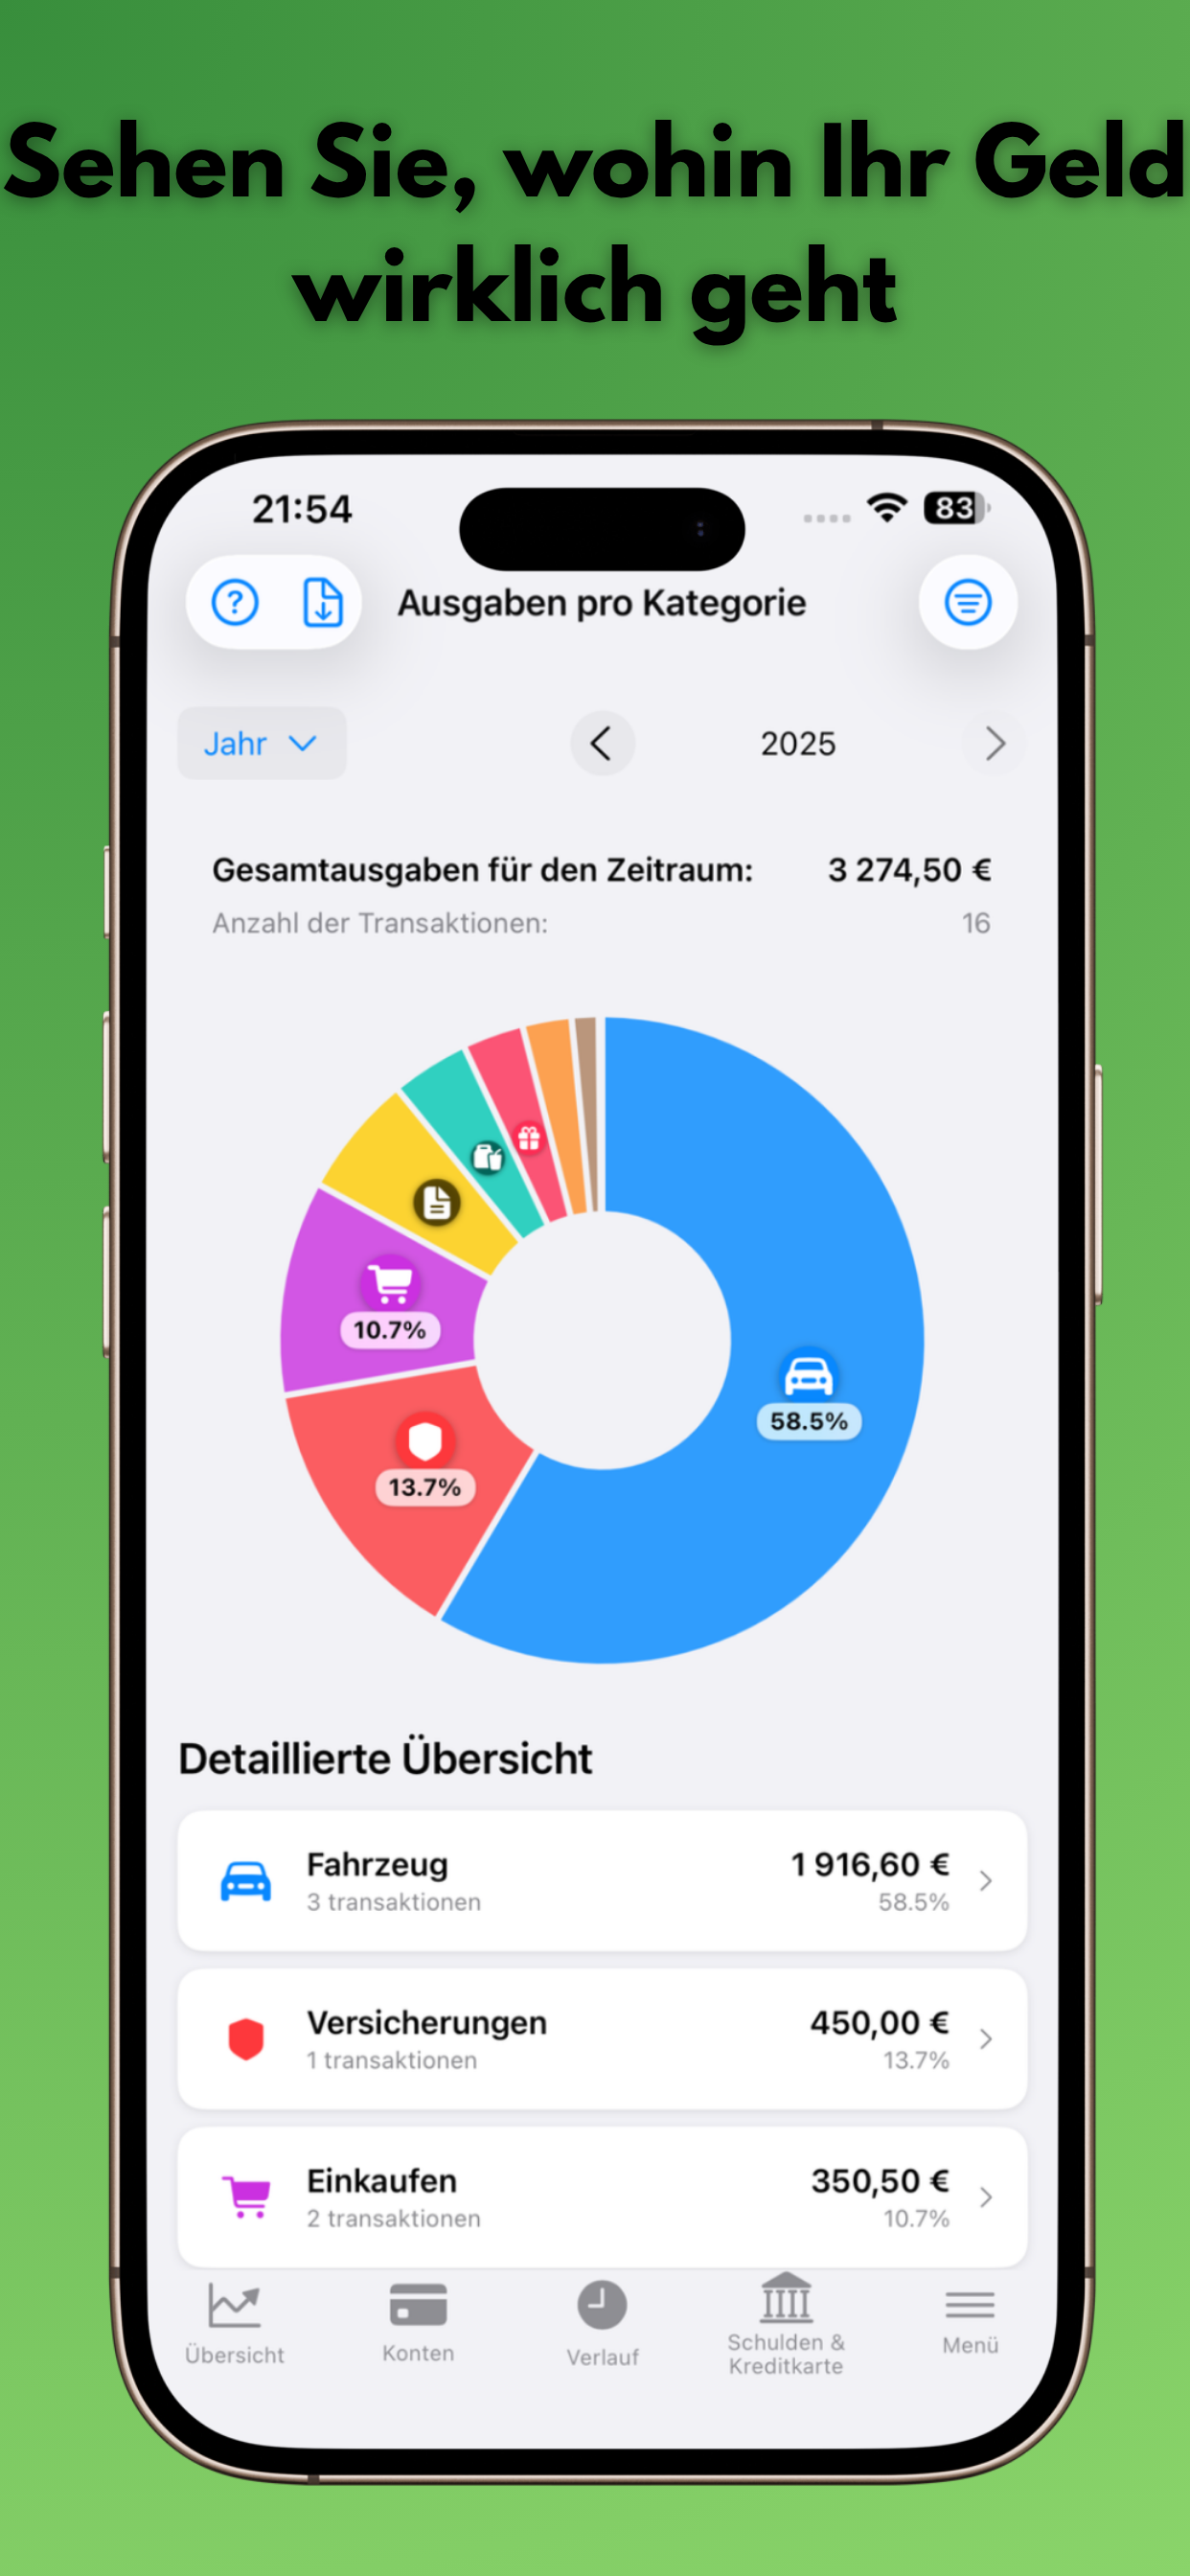 Sehen Sie, wohin Ihr Geld
wirklich geht
21:54
83
Ausgaben pro Kategorie
Jahr
2025
Gesamtausgaben für den Zeitraum: 3 274,50 €
Anzahl der Transaktionen: 16
10.7%
58.5%
13.7%
Detaillierte Übersicht
Fahrzeug 1 916,60 €
3 transaktionen 58.5%
Versicherungen 450,00 €
1 transaktionen 13.7%
Einkaufen 350,50 €
2 transaktionen 10.7%
Übersicht
Konten
Verlauf
Schulden &
Kreditkarte
Menü